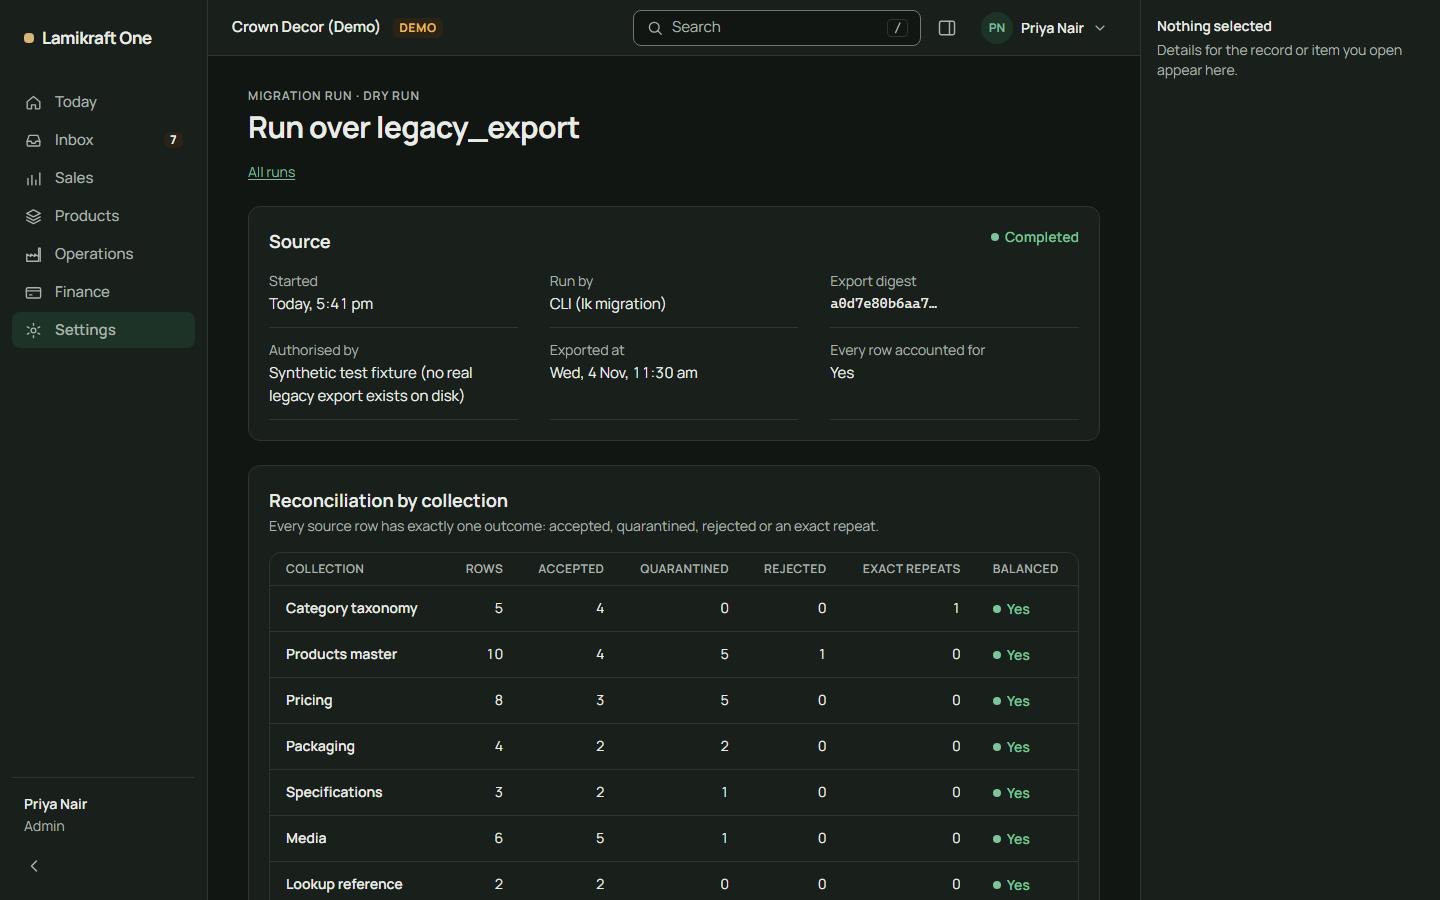 Lamikraft One
Today
Inbox 7
Sales
Products
Operations
Finance
Settings
Priya Nair
Admin
Crown Decor (Demo) DEMO
Search /
PN Priya Nair
MIGRATION RUN · DRY RUN
Run over legacy_export
All runs
Source
Completed
Started
Today, 5:41 pm
Run by
CLI (lk migration)
Export digest
a0d7e80b6aa7…
Authorised by
Synthetic test fixture (no real
legacy export exists on disk)
Exported at
Wed, 4 Nov, 11:30 am
Every row accounted for
Yes
Reconciliation by collection
Every source row has exactly one outcome: accepted, quarantined, rejected or an exact repeat.
COLLECTION ROWS ACCEPTED QUARANTINED REJECTED EXACT REPEATS BALANCED
Category taxonomy 5 4 0 0 1 Yes
Products master 10 4 5 1 0 Yes
Pricing 8 3 5 0 0 Yes
Packaging 4 2 2 0 0 Yes
Specifications 3 2 1 0 0 Yes
Media 6 5 1 0 0 Yes
Lookup reference 2 2 0 0 0 Yes
Nothing selected
Details for the record or item you open
appear here.